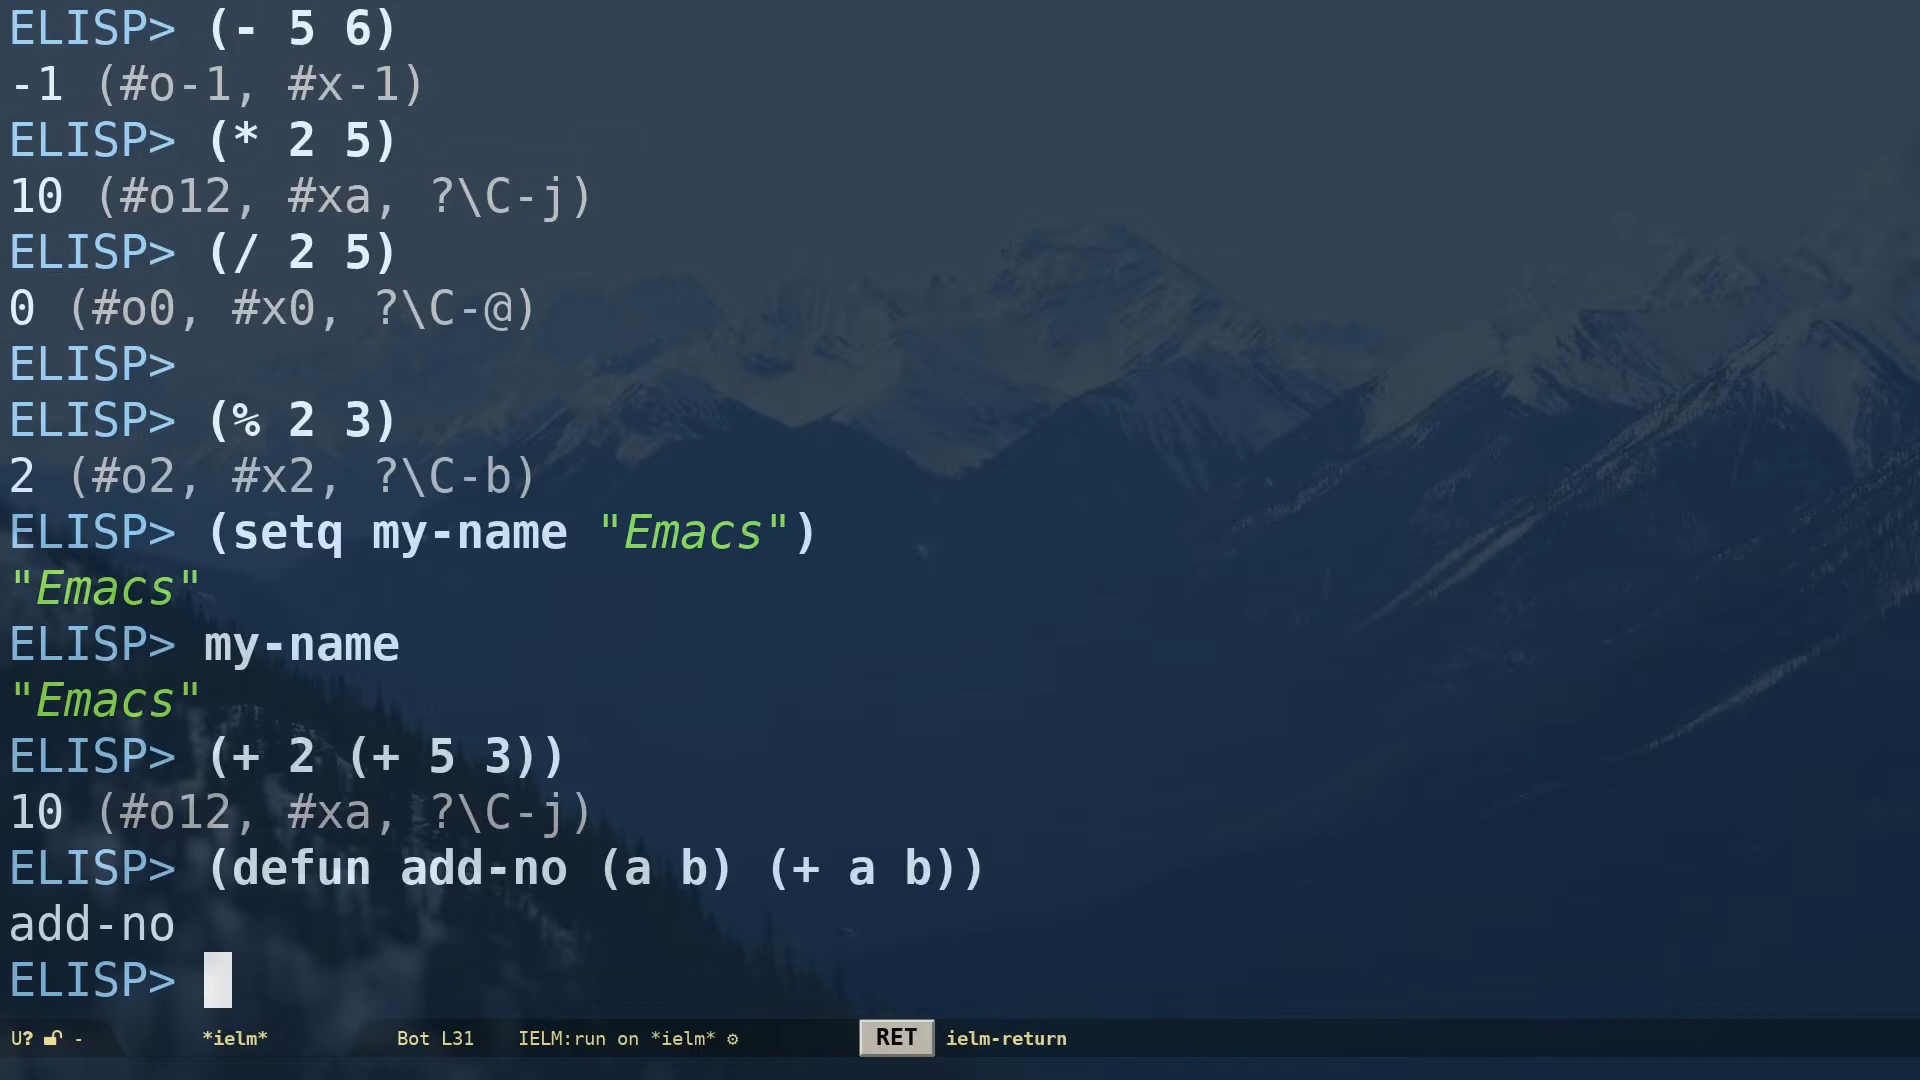 ELISP> (- 5 6)
-1 (#o-1, #x-1)
ELISP> (* 2 5)
10 (#o12, #xa, ?\C-j)
ELISP> (/ 2 5)
0 (#o0, #x0, ?\C-@)
ELISP>
ELISP> (% 2 3)
2 (#o2, #x2, ?\C-b)
ELISP> (setq my-name "Emacs")
"Emacs"
ELISP> my-name
"Emacs"
ELISP> (+ 2 (+ 5 3))
10 (#o12, #xa, ?\C-j)
ELISP> (defun add-no (a b) (+ a b))
add-no
ELISP>
U? - *ielm* Bot L31 IELM:run on *ielm* ⚙ RET ielm-return